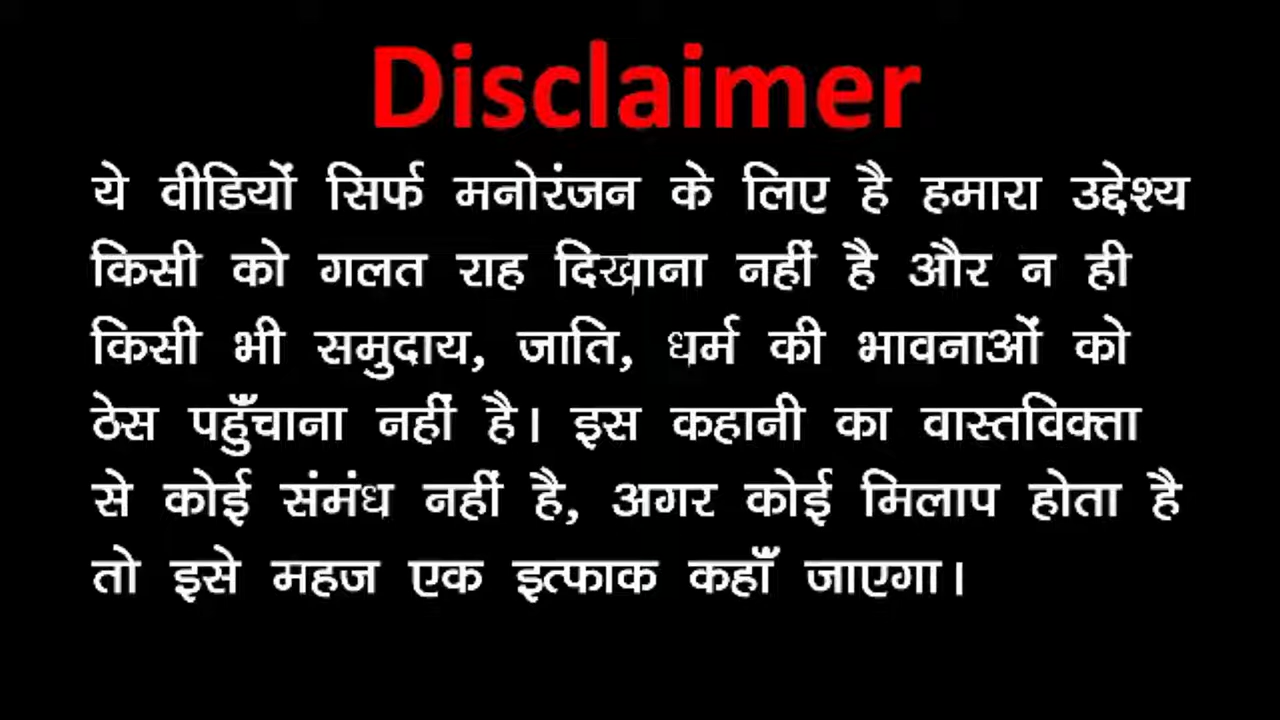 Disclaimer
ये वीडियों सिर्फ मनोरंजन के लिए है हमारा उद्देश्य
किसी को गलत राह दिखाना नहीं है और न ही
किसी भी समुदाय, जाति, धर्म की भावनाओं को
ठेस पहुँचाना नहीं है। इस कहानी का वास्तविक्ता
से कोई संमंध नहीं है, अगर कोई मिलाप होता है
तो इसे महज एक इत्फाक कहाँ जाएगा।